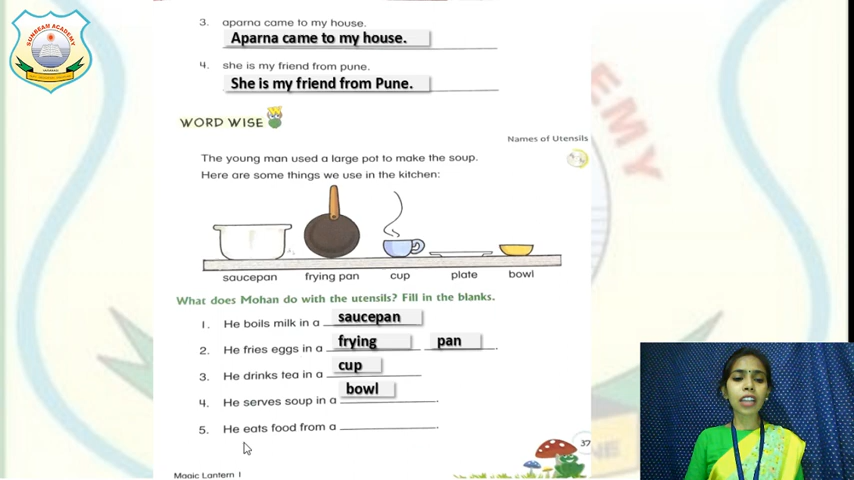 SUNBEAM ACADEMY
3. aparna came to my house.
Aparna came to my house.
4. she is my friend from pune.
She is my friend from Pune.
WORD WISE
Names of Utensils
The young man used a large pot to make the soup.
Here are some things we use in the kitchen:
saucepan frying pan cup plate bowl
What does Mohan do with the utensils? Fill in the blanks.
1. He boils milk in a saucepan
2. He fries eggs in a frying pan.
3. He drinks tea in a cup
4. He serves soup in a bowl.
5. He eats food from a .
37
Magic Lantern 1
EMY